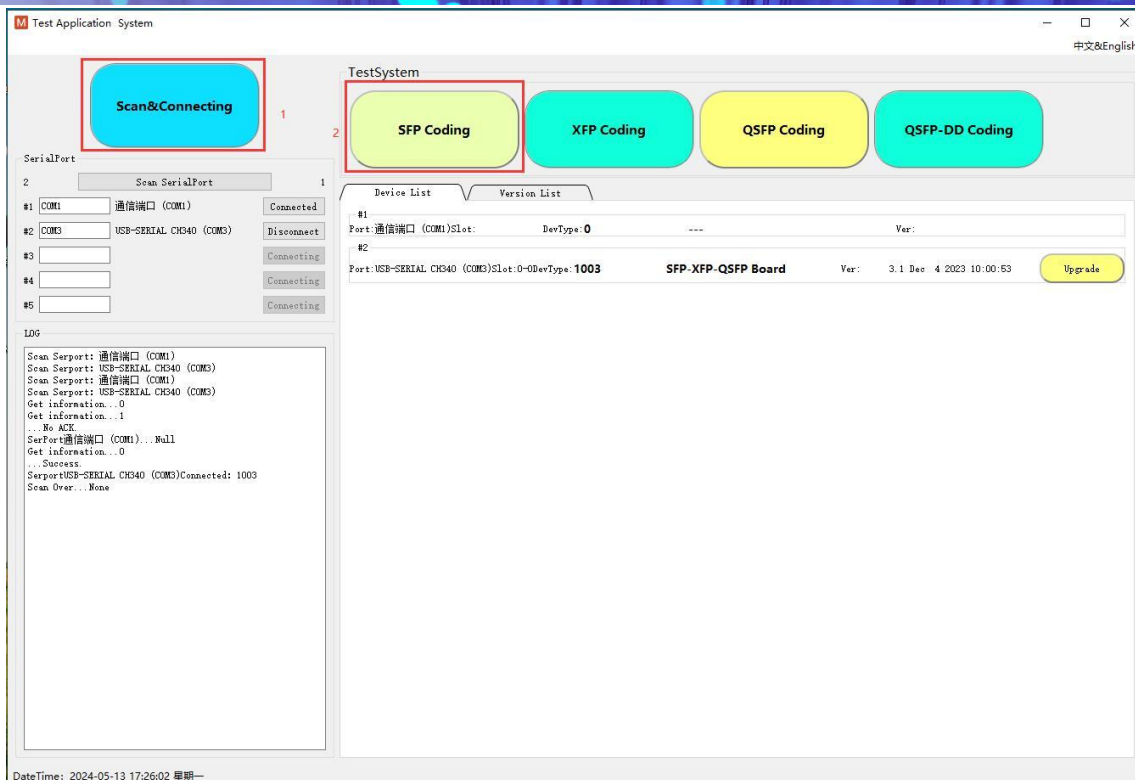 Test Application System
中文&English
Scan&Connecting
1
TestSystem
2
SFP Coding
XFP Coding
QSFP Coding
QSFP-DD Coding
SerialPort
2 Scan SerialPort 1
#1 COM1 通信端口 (COM1) Connected
#2 COM3 USB-SERIAL CH340 (COM3) Disconnect
#3 Connecting
#4 Connecting
#5 Connecting
Device List
Version List
#1
Port:通信端口 (COM1)Slot: DevType:0 --- Ver:
#2
Port:USB-SERIAL CH340 (COM3)Slot:0-0DevType:1003 SFP-XFP-QSFP Board Ver: 3.1 Dec 4 2023 10:00:53 Upgrade
LOG
Scan Serport: 通信端口 (COM1)
Scan Serport: USB-SERIAL CH340 (COM3)
Scan Serport: 通信端口 (COM1)
Scan Serport: USB-SERIAL CH340 (COM3)
Get information...0
Get information...1
...No ACK.
SerPort通信端口 (COM1)...Null
Get information...0
...Success.
SerportUSB-SERIAL CH340 (COM3)Connected: 1003
Scan Over...None
DateTime: 2024-05-13 17:26:02 星期一